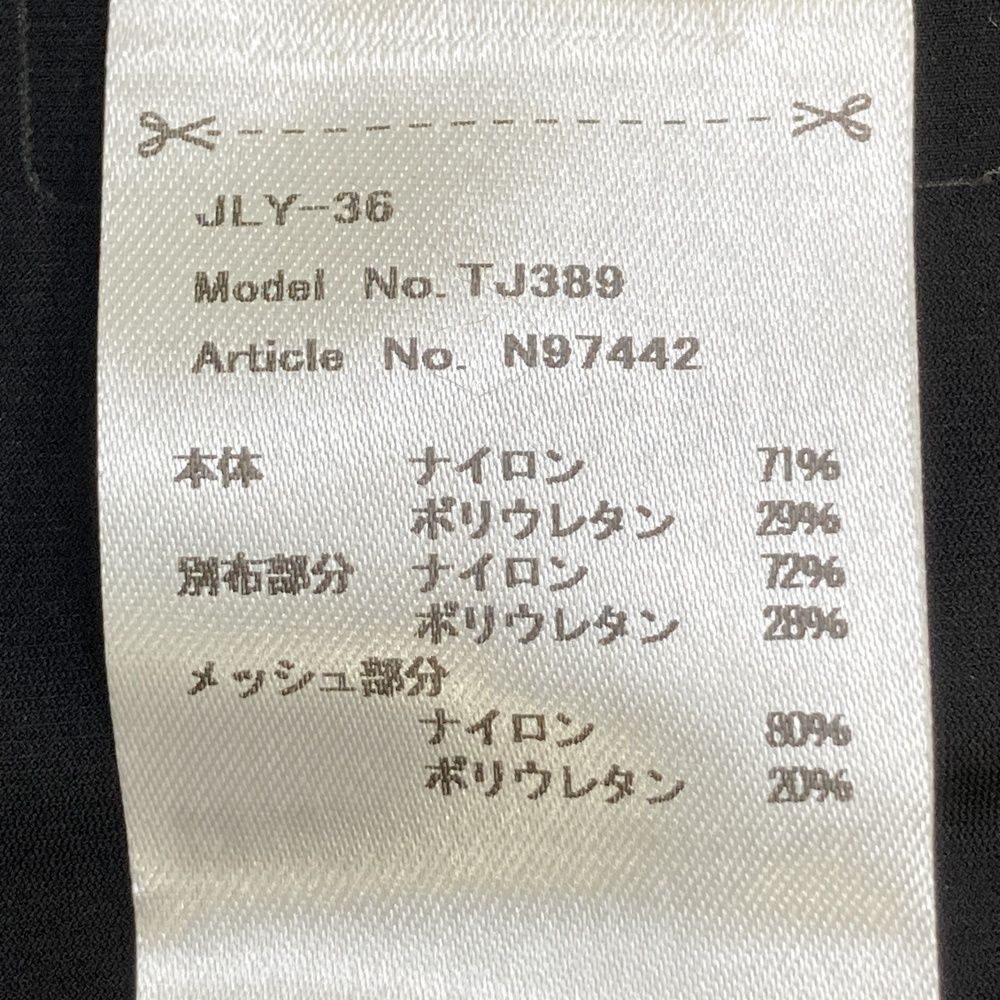 JLY-36
Model No.TJ389
Article No. N97442
本体 ナイロン 71%
ポリウレタン 29%
別布部分 ナイロン 72%
ポリウレタン 28%
メッシュ部分
ナイロン 80%
ポリウレタン 20%